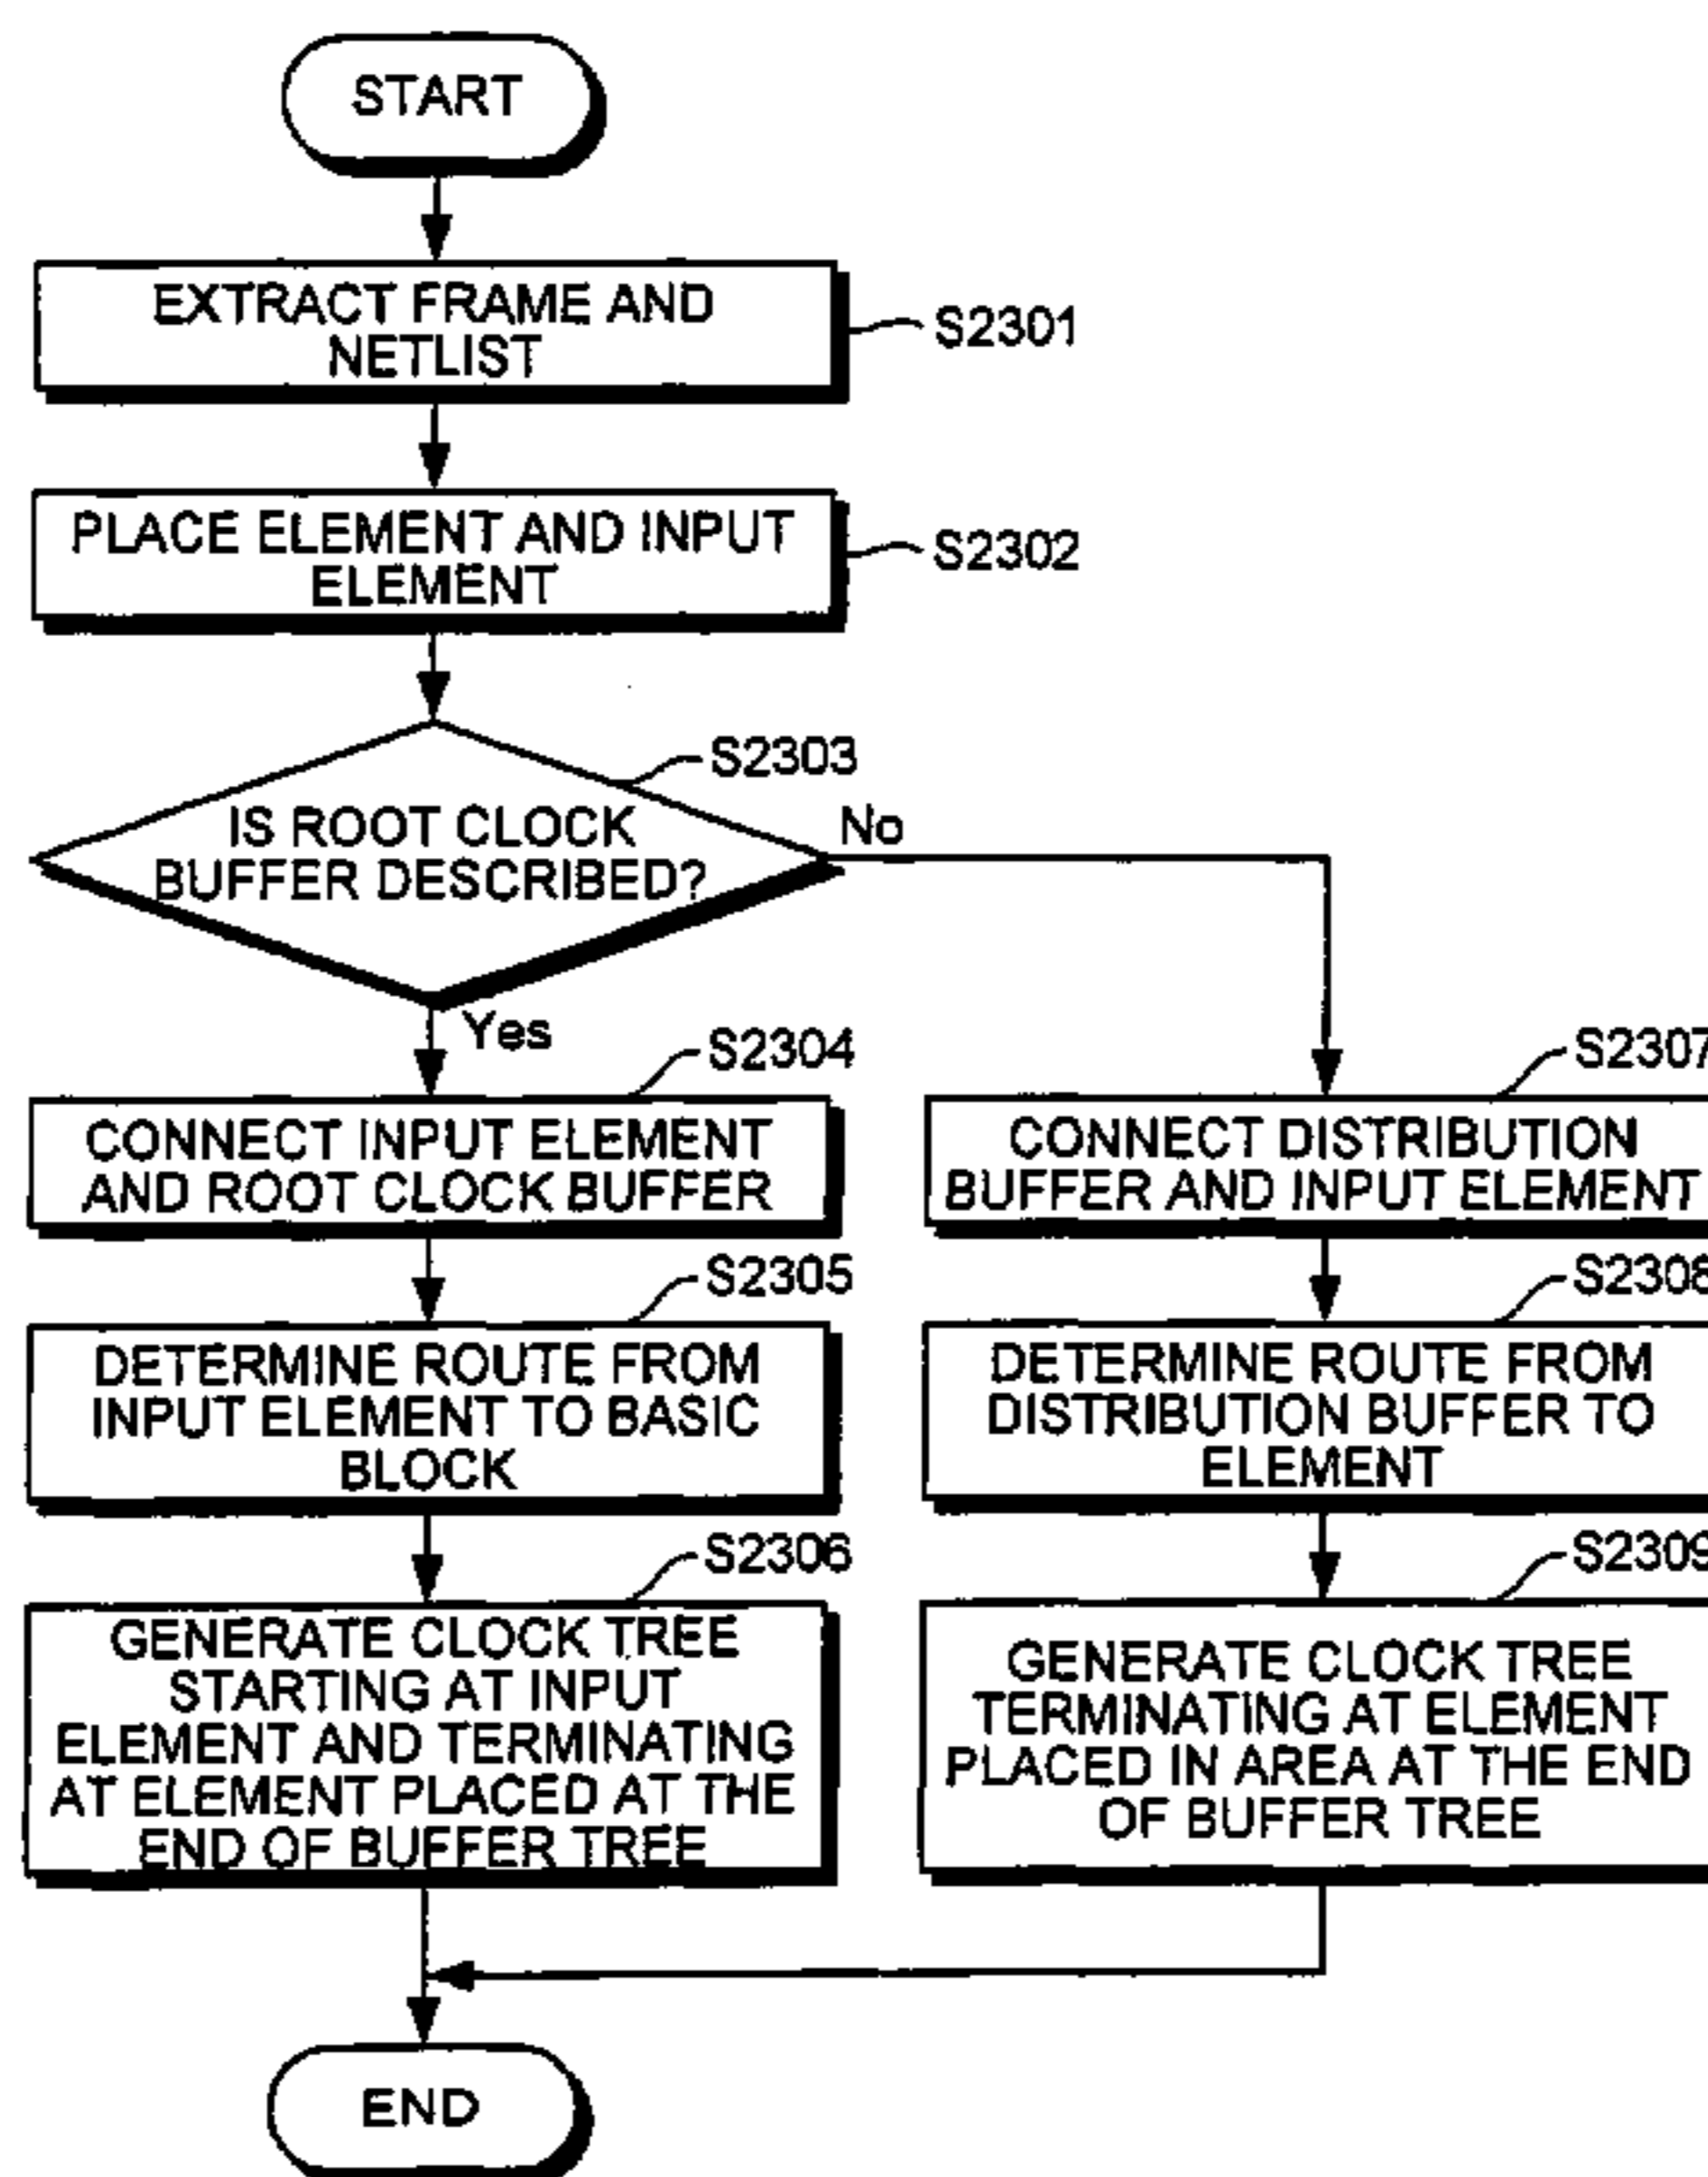 START
EXTRACT FRAME AND
NETLIST
S2301
PLACE ELEMENT AND INPUT
ELEMENT
S2302
S2303
IS ROOT CLOCK
BUFFER DESCRIBED?
No
Yes
S2304
CONNECT INPUT ELEMENT
AND ROOT CLOCK BUFFER
S2305
DETERMINE ROUTE FROM
INPUT ELEMENT TO BASIC
BLOCK
S2306
GENERATE CLOCK TREE
STARTING AT INPUT
ELEMENT AND TERMINATING
AT ELEMENT PLACED AT THE
END OF BUFFER TREE
S2307
CONNECT DISTRIBUTION
BUFFER AND INPUT ELEMENT
S2308
DETERMINE ROUTE FROM
DISTRIBUTION BUFFER TO
ELEMENT
S2309
GENERATE CLOCK TREE
TERMINATING AT ELEMENT
PLACED IN AREA AT THE END
OF BUFFER TREE
END